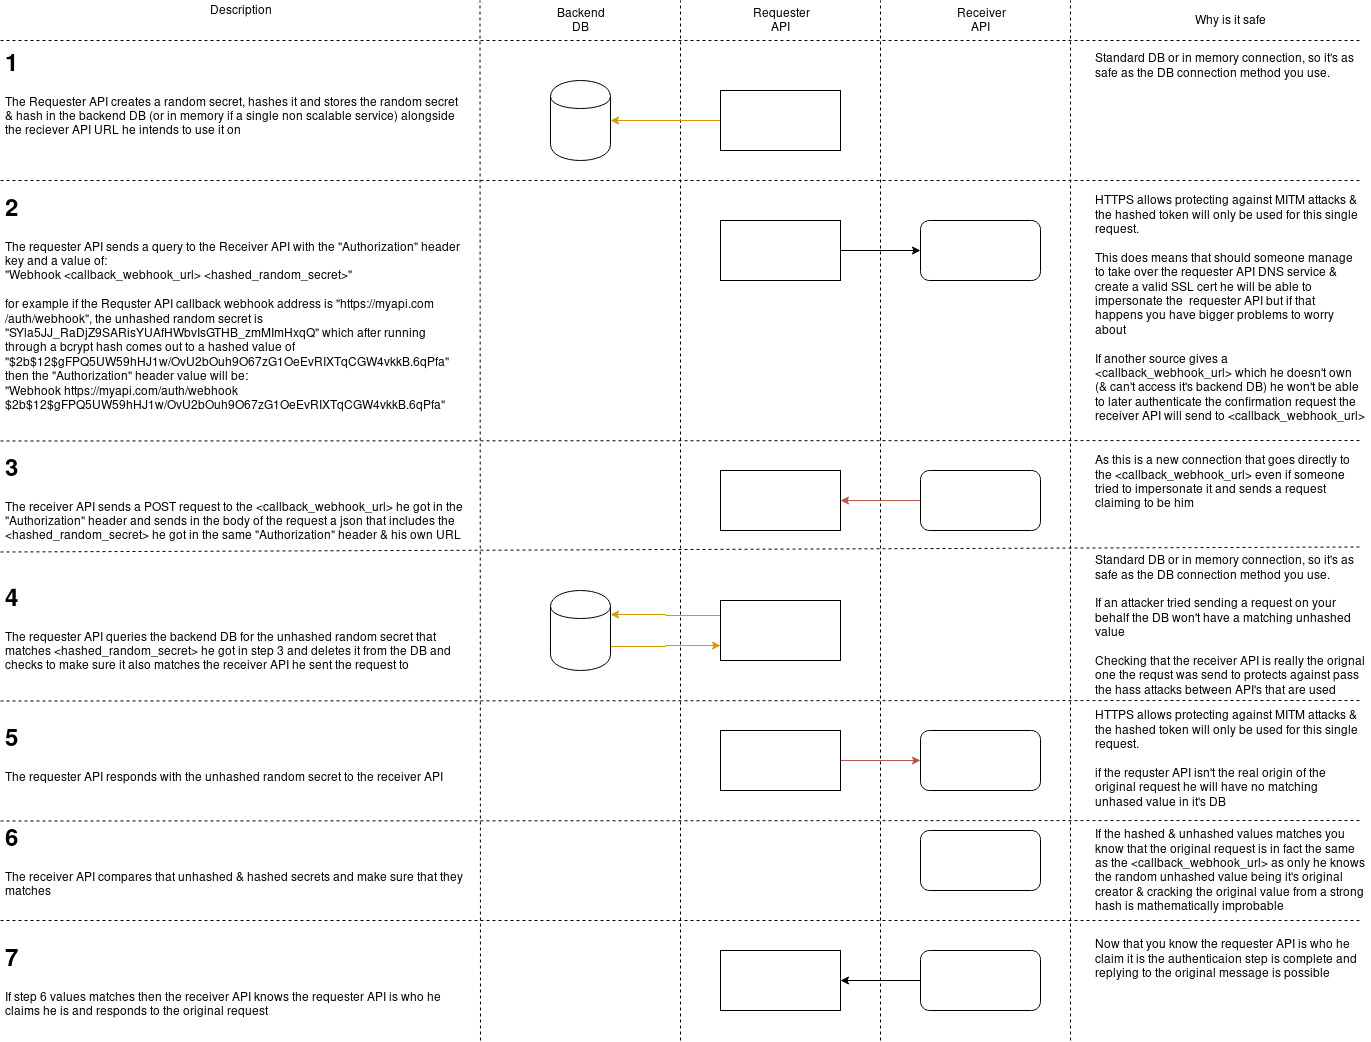 Description
Backend
DB
Requester
API
Receiver
API
Why is it safe
1
The Requester API creates a random secret, hashes it and stores the random secret
& hash in the backend DB (or in memory if a single non scalable service) alongside
the reciever API URL he intends to use it on
Standard DB or in memory connection, so it's as
safe as the DB connection method you use.
2
The requester API sends a query to the Receiver API with the "Authorization" header
key and a value of:
"Webhook <callback_webhook_url> <hashed_random_secret>"
for example if the Requster API callback webhook address is "https://myapi.com
/auth/webhook", the unhashed random secret is
"SYla5JJ_RaDjZ9SARisYUAfHWbvIsGTHB_zmMlmHxqQ" which after running
through a bcrypt hash comes out to a hashed value of
"$2b$12$gFPQ5UW59hHJ1w/OvU2bOuh9O67zG1OeEvRIXTqCGW4vkkB.6qPfa"
then the "Authorization" header value will be:
"Webhook https://myapi.com/auth/webhook
$2b$12$gFPQ5UW59hHJ1w/OvU2bOuh9O67zG1OeEvRIXTqCGW4vkkB.6qPfa"
HTTPS allows protecting against MITM attacks &
the hashed token will only be used for this single
request.
This does means that should someone manage
to take over the requester API DNS service &
create a valid SSL cert he will be able to
impersonate the requester API but if that
happens you have bigger problems to worry
about
If another source gives a
<callback_webhook_url> which he doesn't own
(& can't access it's backend DB) he won't be able
to later authenticate the confirmation request the
receiver API will send to <callback_webhook_url>
3
The receiver API sends a POST request to the <callback_webhook_url> he got in the
"Authorization" header and sends in the body of the request a json that includes the
<hashed_random_secret> he got in the same "Authorization" header & his own URL
As this is a new connection that goes directly to
the <callback_webhook_url> even if someone
tried to impersonate it and sends a request
claiming to be him
4
The requester API queries the backend DB for the unhashed random secret that
matches <hashed_random_secret> he got in step 3 and deletes it from the DB and
checks to make sure it also matches the receiver API he sent the request to
Standard DB or in memory connection, so it's as
safe as the DB connection method you use.
If an attacker tried sending a request on your
behalf the DB won't have a matching unhashed
value
Checking that the receiver API is really the orignal
one the requst was send to protects against pass
the hass attacks between API's that are used
5
The requester API responds with the unhashed random secret to the receiver API
HTTPS allows protecting against MITM attacks &
the hashed token will only be used for this single
request.
if the requster API isn't the real origin of the
original request he will have no matching
unhased value in it's DB
6
The receiver API compares that unhashed & hashed secrets and make sure that they
matches
If the hashed & unhashed values matches you
know that the original request is in fact the same
as the <callback_webhook_url> as only he knows
the random unhashed value being it's original
creator & cracking the original value from a strong
hash is mathematically improbable
7
If step 6 values matches then the receiver API knows the requester API is who he
claims he is and responds to the original request
Now that you know the requester API is who he
claim it is the authenticaion step is complete and
replying to the original message is possible